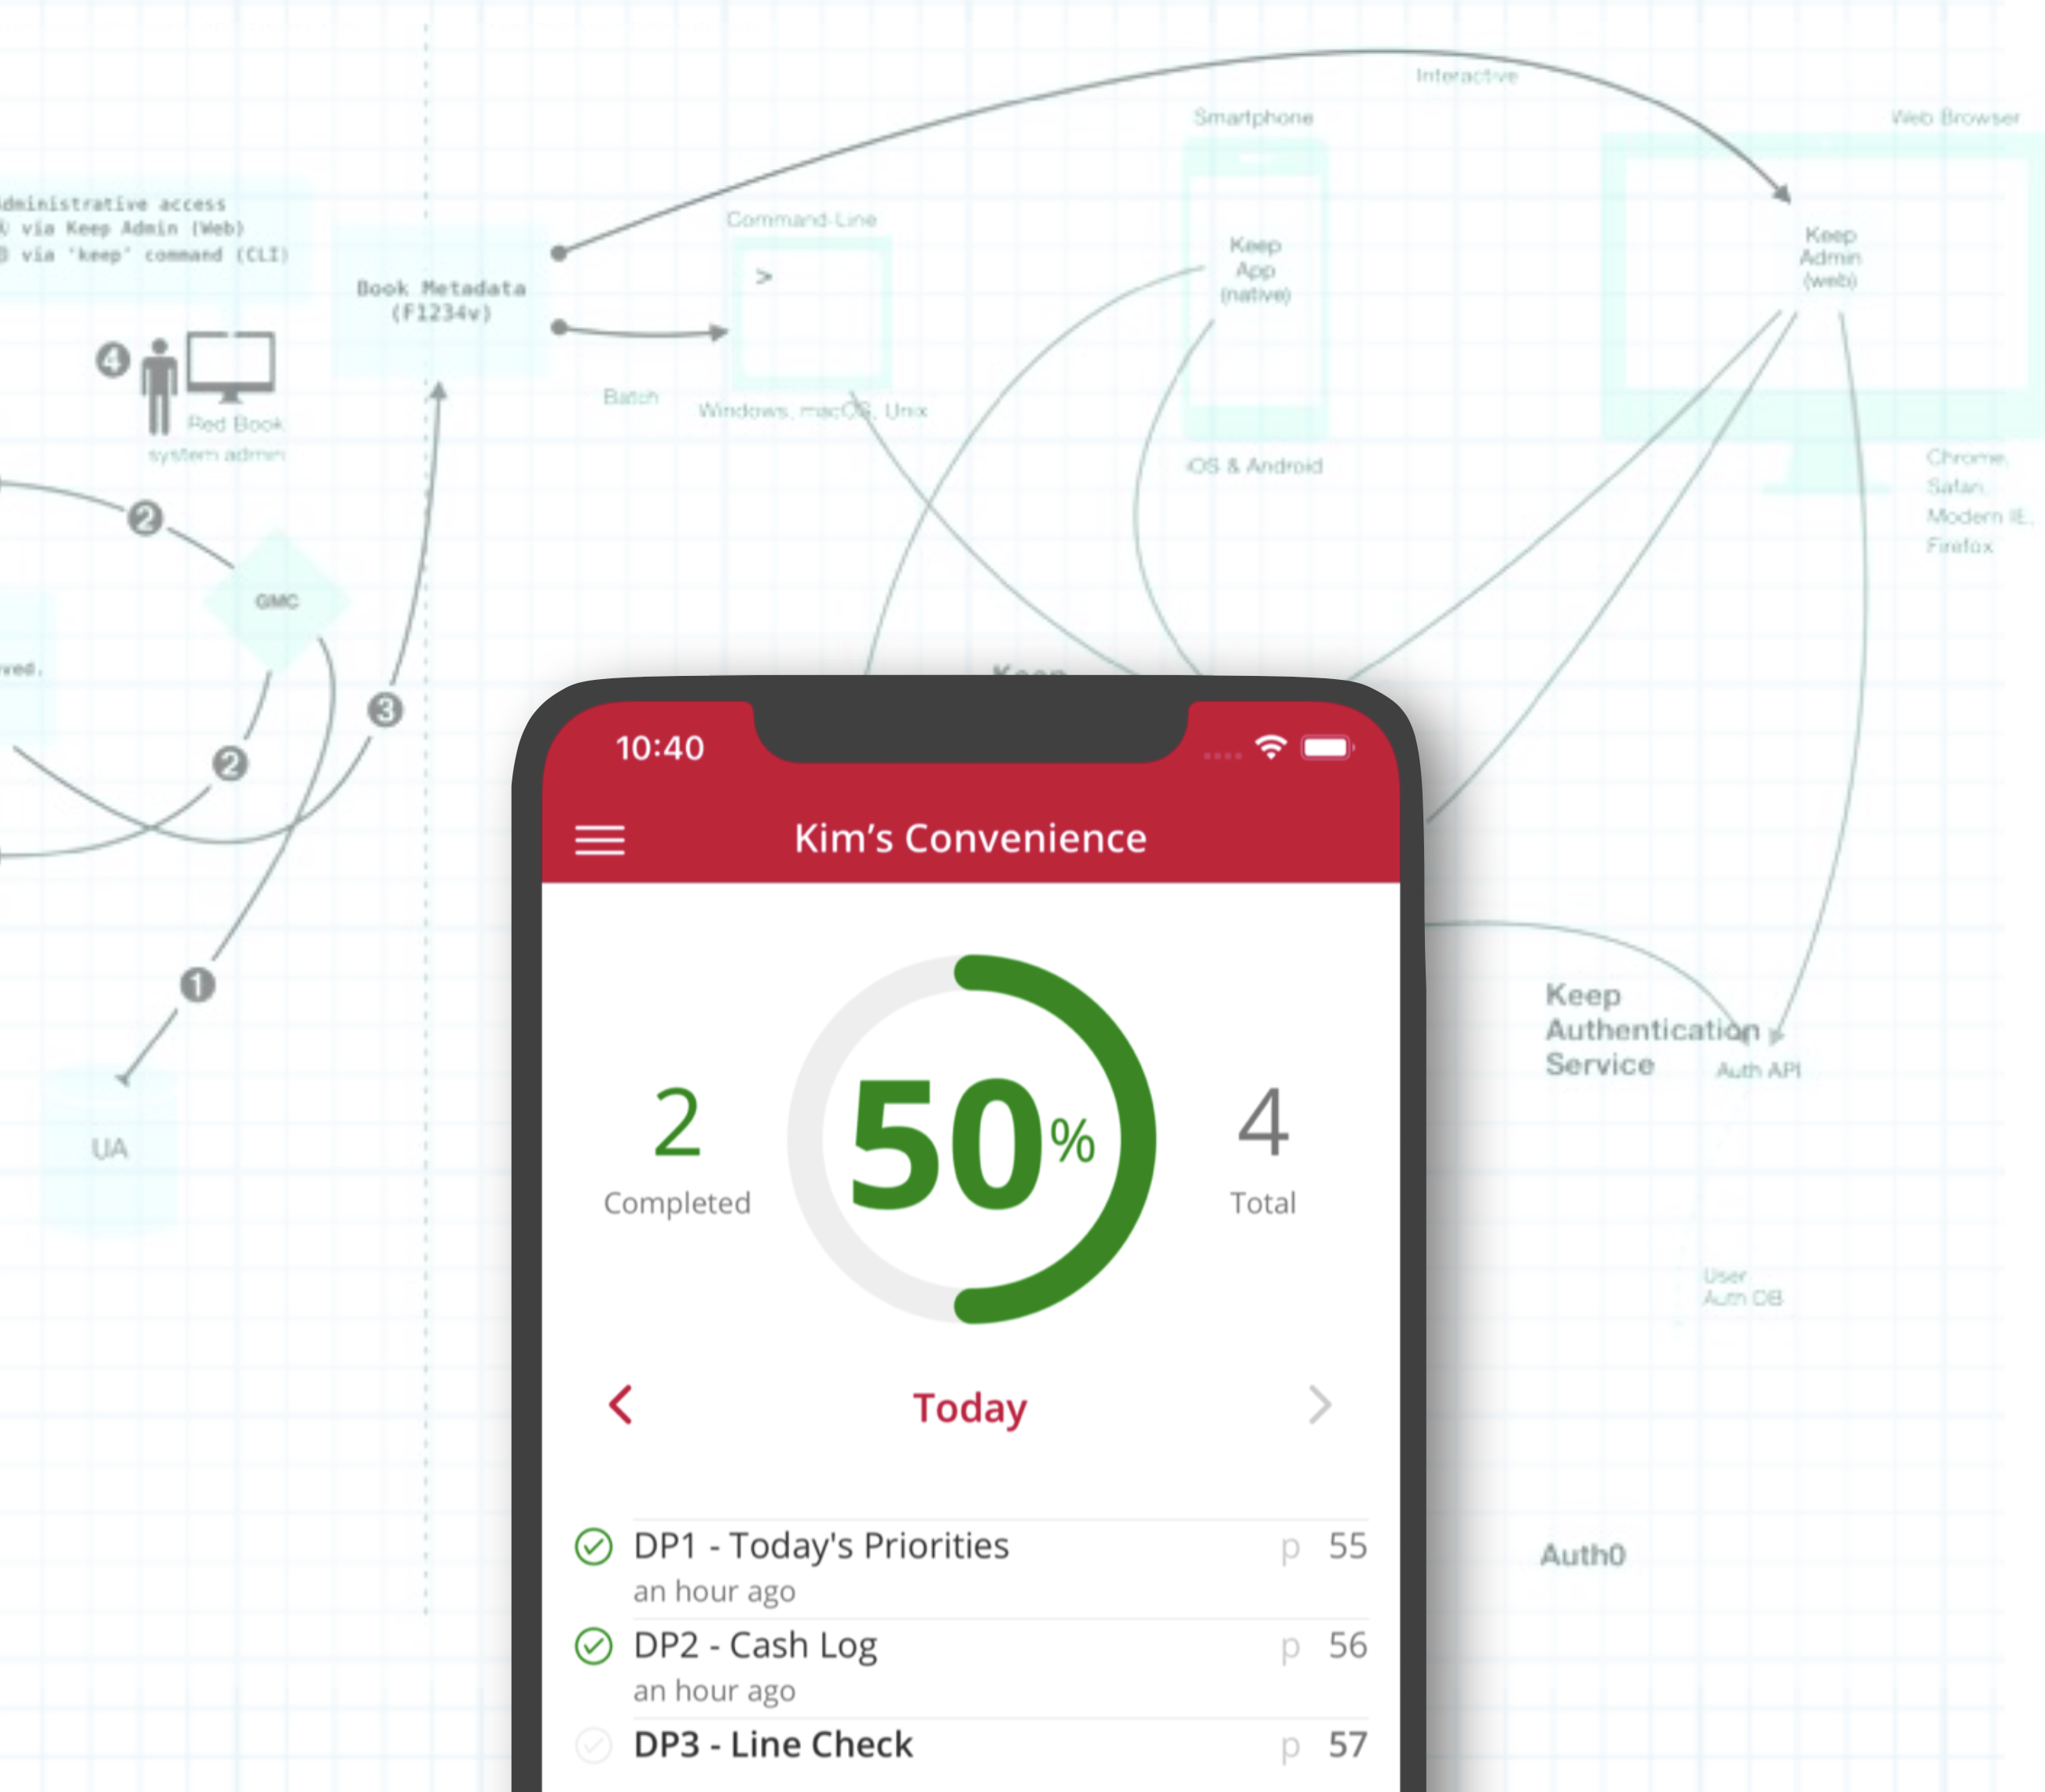 Interactive
Smartphone
Web Browser
dministrative access
via Keep Admin (Web)
via 'keep' command (CLI)
Command-Line
>
Keep
App
(native)
Keep
Admin
(web)
Book Metadata
(F1234v)
4
Red Book
system admin
Batch
Windows, macOS, Unix
iOS & Android
Chrome,
Safari,
Modern IE,
Firefox
2
GMC
ved.
Keep
3
2
1
UA
10:40
Kim’s Convenience
2
Completed
50%
4
Total
Today
DP1 - Today's Priorities p 55
an hour ago
DP2 - Cash Log p 56
an hour ago
DP3 - Line Check p 57
Keep
Authentication
Service
Auth API
User
Auth DB
Auth0